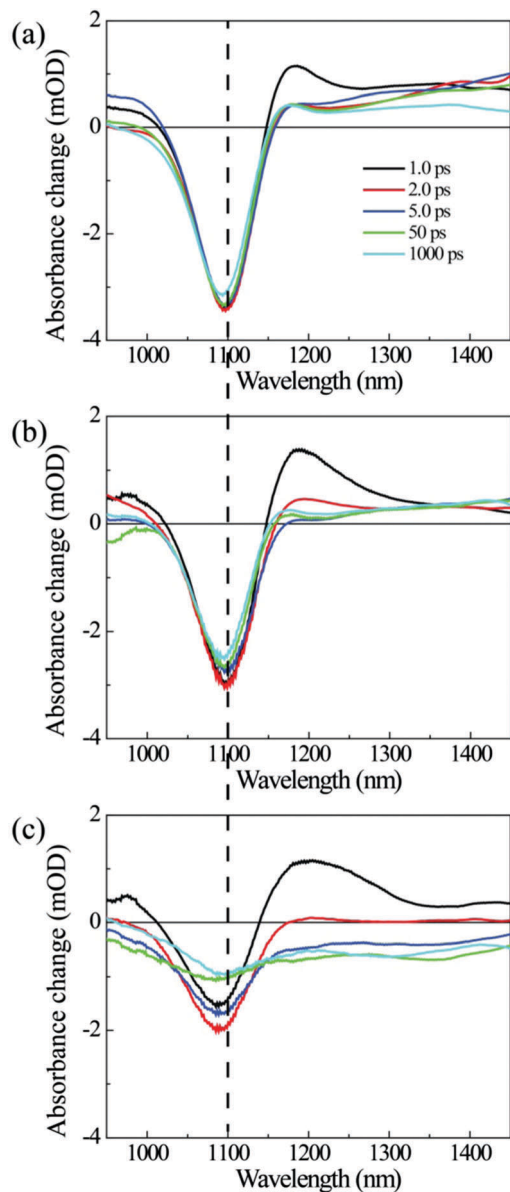 (a)
Absorbance change (mOD)
2
0
-2
-4
1.0 ps
2.0 ps
5.0 ps
50 ps
1000 ps
1000 1100 1200 1300 1400
Wavelength (nm)
(b)
Absorbance change (mOD)
2
0
-2
-4
1000 1100 1200 1300 1400
Wavelength (nm)
(c)
Absorbance change (mOD)
2
0
-2
-4
1000 1100 1200 1300 1400
Wavelength (nm)